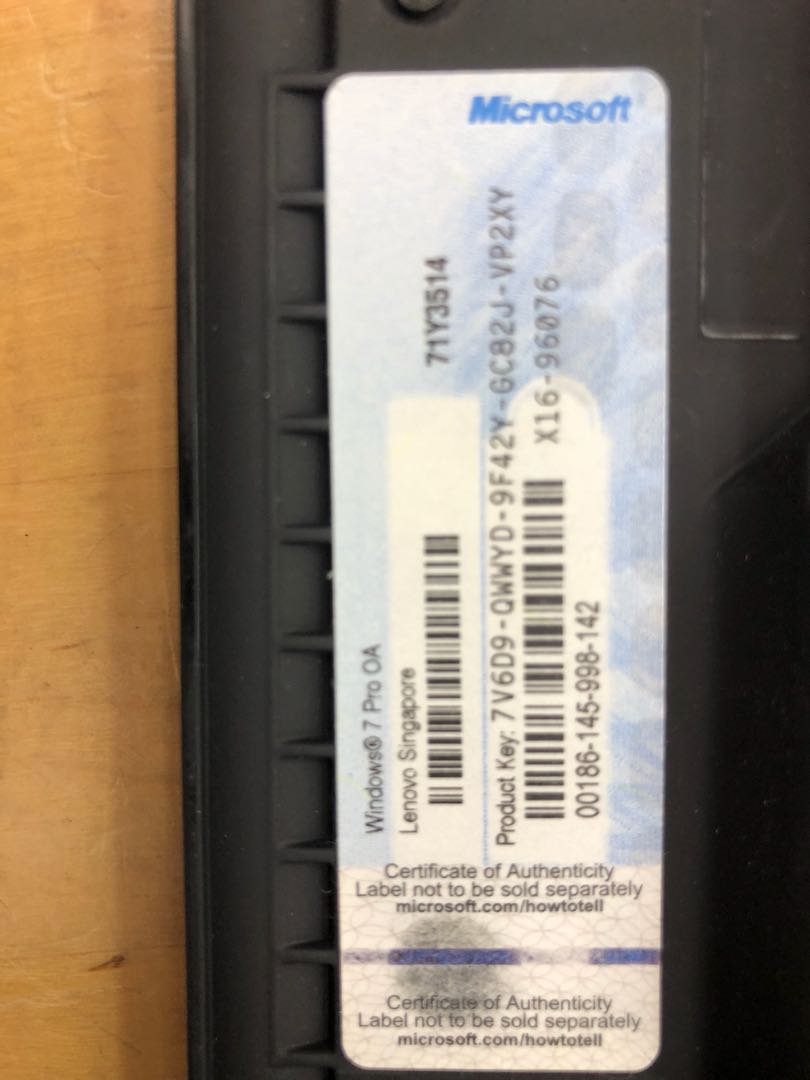 Microsoft
Windows® 7 Pro OA
Lenovo Singapore
71Y3514
Product Key: 7V6D9-QWWYD-9F42Y-GC82J-VP2XY
X16-96076
00186-145-998-142
Certificate of Authenticity
Label not to be sold separately
microsoft.com/howtotell
Certificate of Authenticity
Label not to be sold separately
microsoft.com/howtotell